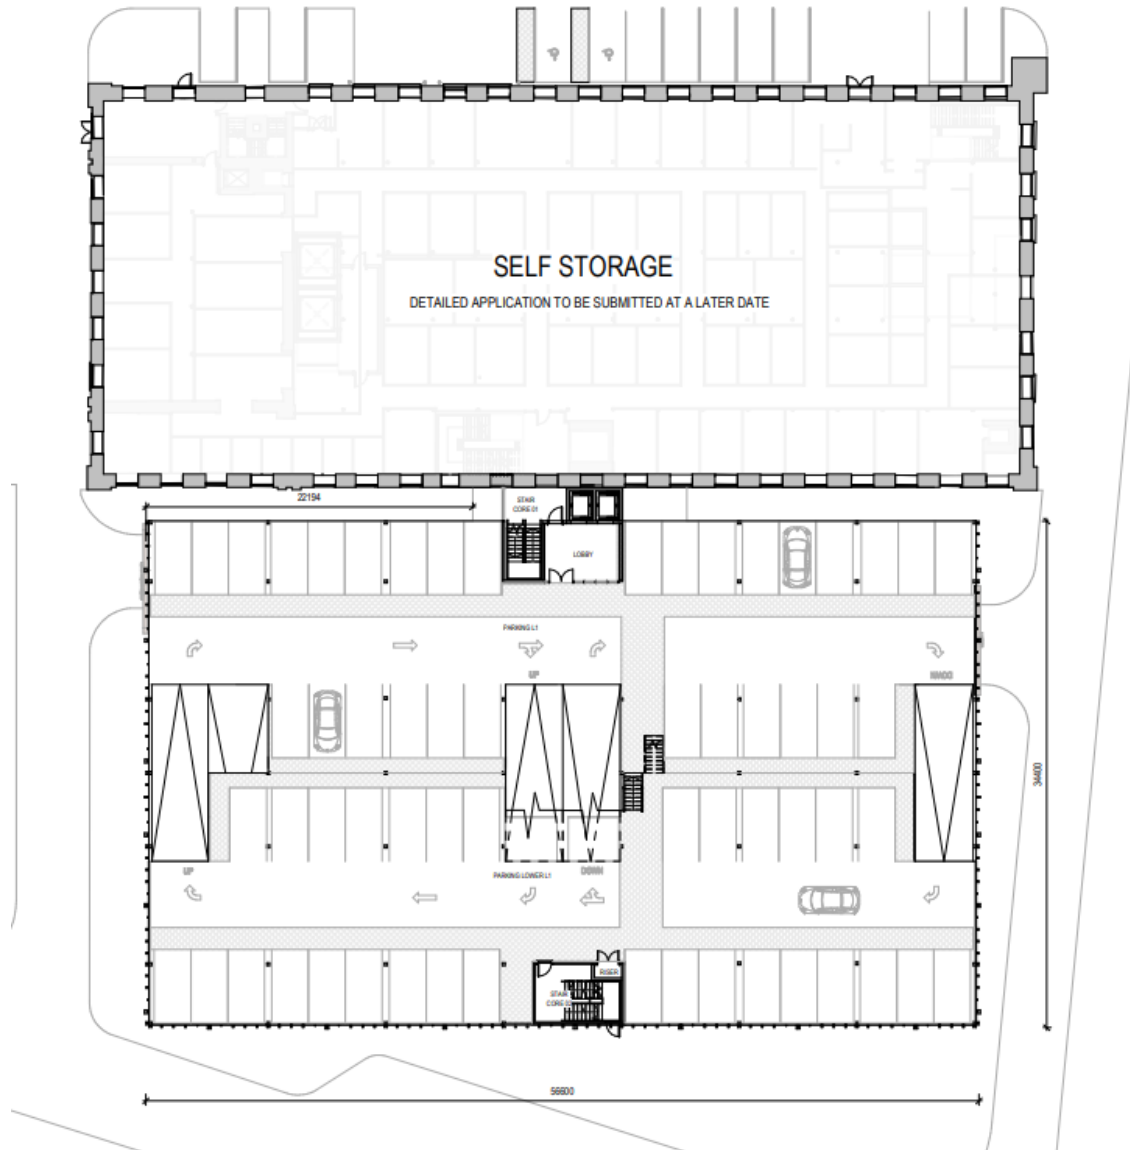 SELF STORAGE
DETAILED APPLICATION TO BE SUBMITTED AT A LATER DATE
22194
STAIR
CORE 01
LOBBY
PARKING L1
UP
DOWN
34400
UP
PARKING LOWER L1
DOWN
RISER
STAIR
CORE 02
56600